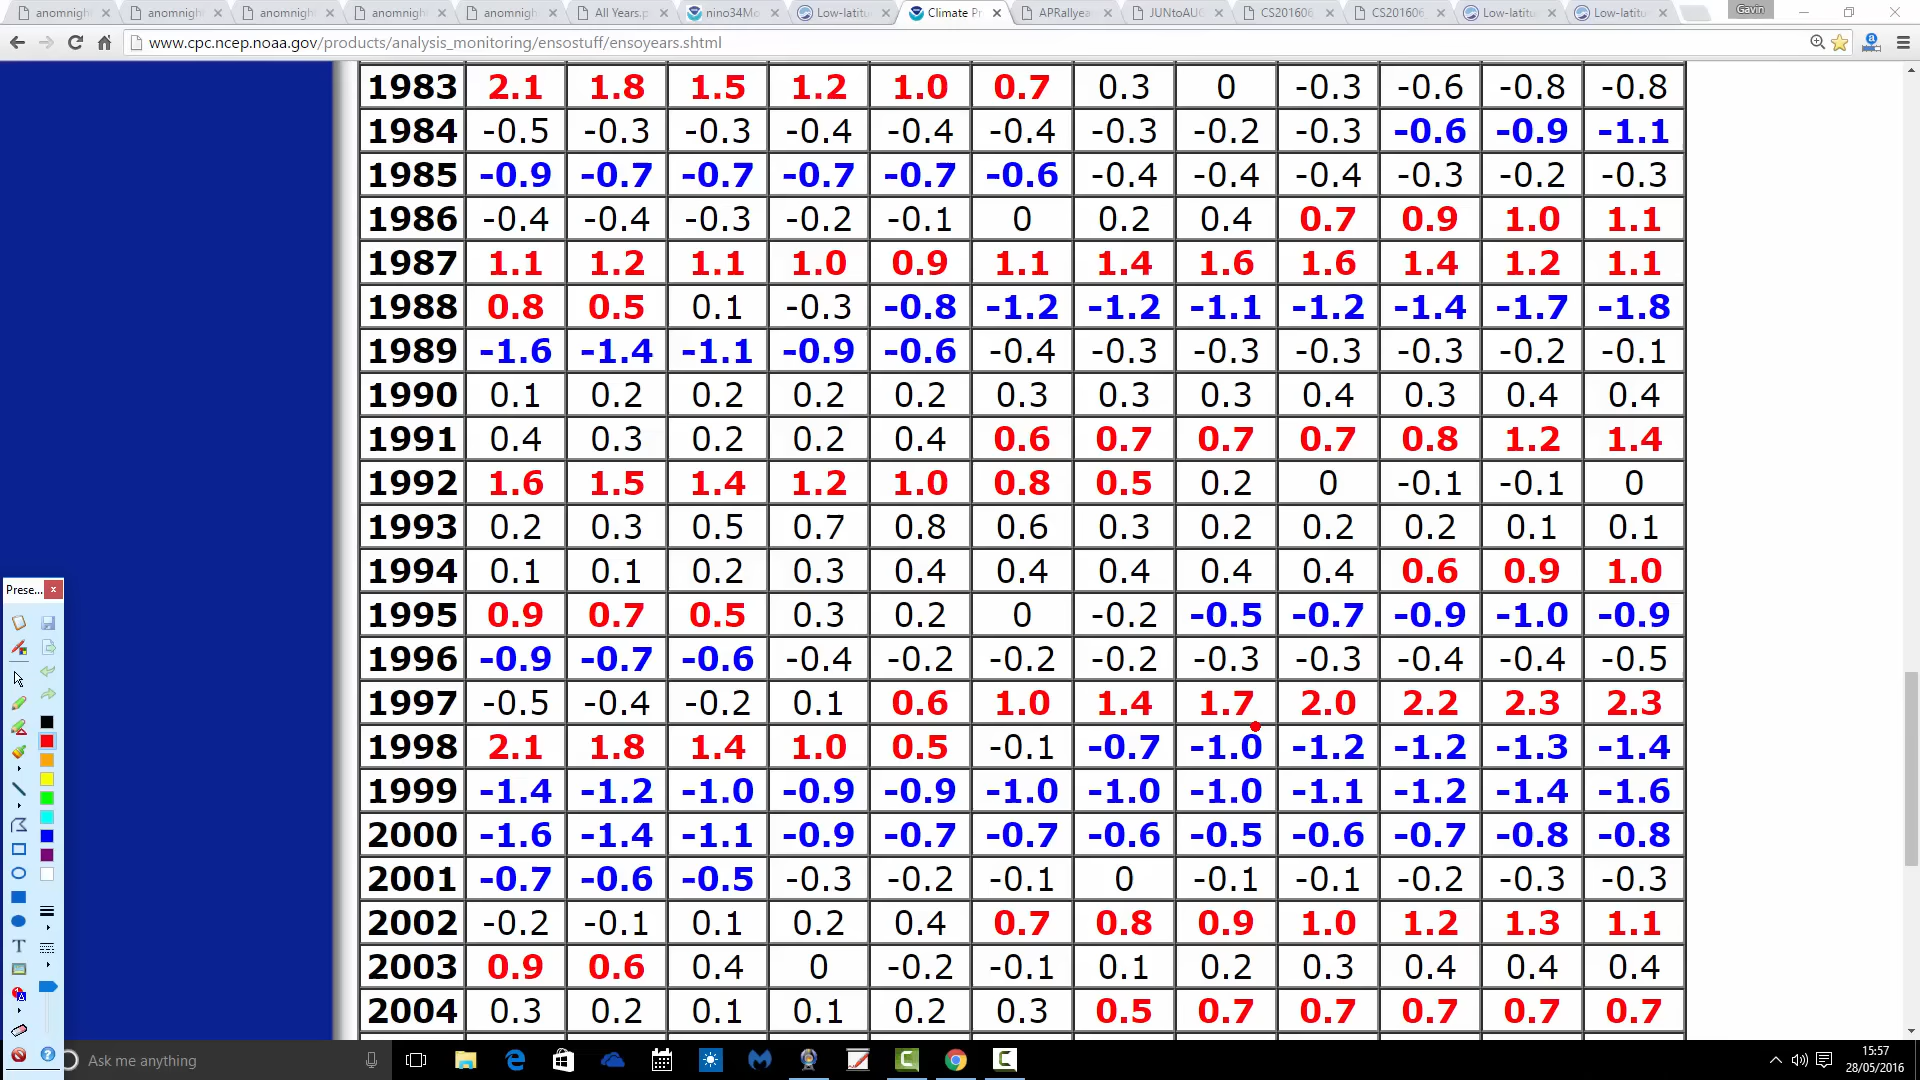 anomnigh anomnigh anomnigh anomnigh anomnigh All Years.p nino34Mo Low-latitu Climate Pr APRallyea JUNtoAUG CS201606 CS201606 Low-latitu Low-latitu Gavin
www.cpc.ncep.noaa.gov/products/analysis_monitoring/ensostuff/ensoyears.shtml
1983 2.1 1.8 1.5 1.2 1.0 0.7 0.3 0 -0.3 -0.6 -0.8 -0.8
1984 -0.5 -0.3 -0.3 -0.4 -0.4 -0.4 -0.3 -0.2 -0.3 -0.6 -0.9 -1.1
1985 -0.9 -0.7 -0.7 -0.7 -0.7 -0.6 -0.4 -0.4 -0.4 -0.3 -0.2 -0.3
1986 -0.4 -0.4 -0.3 -0.2 -0.1 0 0.2 0.4 0.7 0.9 1.0 1.1
1987 1.1 1.2 1.1 1.0 0.9 1.1 1.4 1.6 1.6 1.4 1.2 1.1
1988 0.8 0.5 0.1 -0.3 -0.8 -1.2 -1.2 -1.1 -1.2 -1.4 -1.7 -1.8
1989 -1.6 -1.4 -1.1 -0.9 -0.6 -0.4 -0.3 -0.3 -0.3 -0.3 -0.2 -0.1
1990 0.1 0.2 0.2 0.2 0.2 0.3 0.3 0.3 0.4 0.3 0.4 0.4
1991 0.4 0.3 0.2 0.2 0.4 0.6 0.7 0.7 0.7 0.8 1.2 1.4
1992 1.6 1.5 1.4 1.2 1.0 0.8 0.5 0.2 0 -0.1 -0.1 0
1993 0.2 0.3 0.5 0.7 0.8 0.6 0.3 0.2 0.2 0.2 0.1 0.1
1994 0.1 0.1 0.2 0.3 0.4 0.4 0.4 0.4 0.4 0.6 0.9 1.0
Prese...
1995 0.9 0.7 0.5 0.3 0.2 0 -0.2 -0.5 -0.7 -0.9 -1.0 -0.9
1996 -0.9 -0.7 -0.6 -0.4 -0.2 -0.2 -0.2 -0.3 -0.3 -0.4 -0.4 -0.5
1997 -0.5 -0.4 -0.2 0.1 0.6 1.0 1.4 1.7 2.0 2.2 2.3 2.3
1998 2.1 1.8 1.4 1.0 0.5 -0.1 -0.7 -1.0 -1.2 -1.2 -1.3 -1.4
1999 -1.4 -1.2 -1.0 -0.9 -0.9 -1.0 -1.0 -1.0 -1.1 -1.2 -1.4 -1.6
2000 -1.6 -1.4 -1.1 -0.9 -0.7 -0.7 -0.6 -0.5 -0.6 -0.7 -0.8 -0.8
2001 -0.7 -0.6 -0.5 -0.3 -0.2 -0.1 0 -0.1 -0.1 -0.2 -0.3 -0.3
2002 -0.2 -0.1 0.1 0.2 0.4 0.7 0.8 0.9 1.0 1.2 1.3 1.1
2003 0.9 0.6 0.4 0 -0.2 -0.1 0.1 0.2 0.3 0.4 0.4 0.4
2004 0.3 0.2 0.1 0.1 0.2 0.3 0.5 0.7 0.7 0.7 0.7 0.7
Ask me anything
15:57
28/05/2016